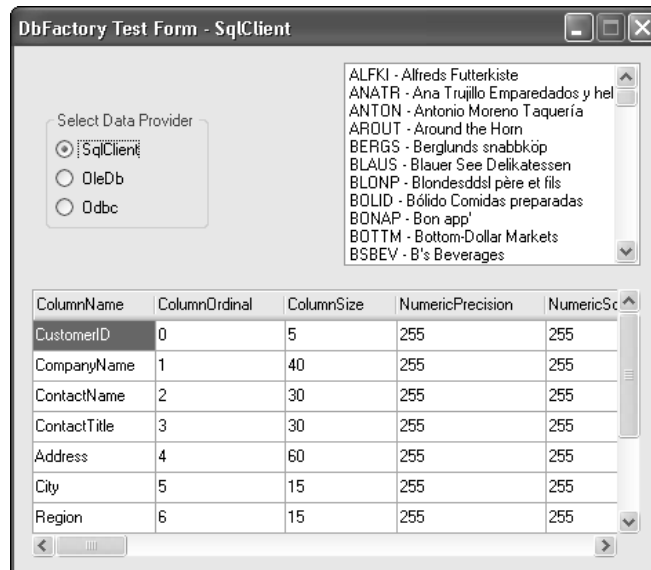 DbFactory Test Form - SqlClient
Select Data Provider
SqlClient
OleDb
Odbc
ALFKI - Alfreds Futterkiste
ANATR - Ana Trujillo Emparedados y hel
ANTON - Antonio Moreno Taquería
AROUT - Around the Horn
BERGS - Berglunds snabbköp
BLAUS - Blauer See Delikatessen
BLONP - Blondesddsl père et fils
BOLID - Bólido Comidas preparadas
BONAP - Bon app'
BOTTM - Bottom-Dollar Markets
BSBEV - B's Beverages
ColumnName ColumnOrdinal ColumnSize NumericPrecision NumericSc
CustomerID 0 5 255 255
CompanyName 1 40 255 255
ContactName 2 30 255 255
ContactTitle 3 30 255 255
Address 4 60 255 255
City 5 15 255 255
Region 6 15 255 255